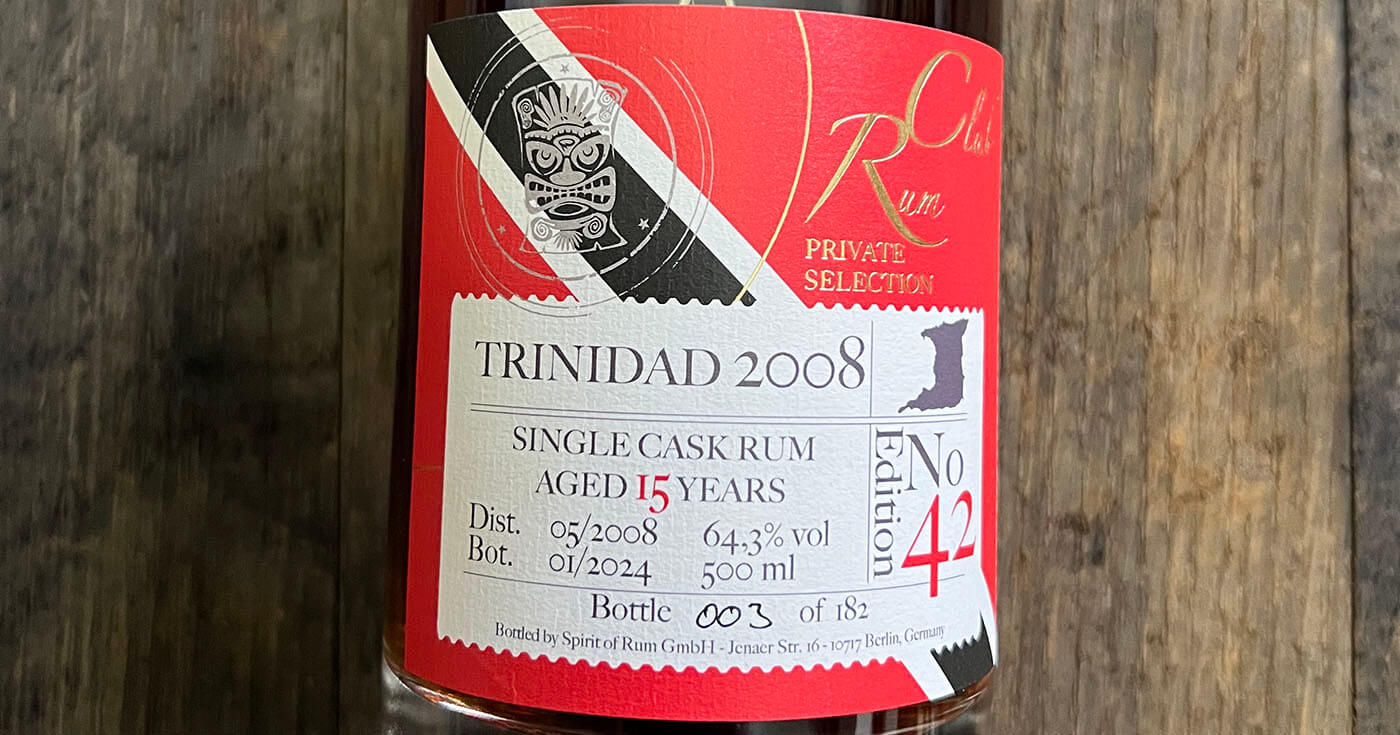 Rum Club
PRIVATE
SELECTION
TRINIDAD 2008
SINGLE CASK RUM
AGED 15 YEARS
Dist. 05/2008 64,3% vol
Bot. 01/2024 500 ml
Edition
No
42
Bottle 003 of 182
Bottled by Spirit of Rum GmbH - Jenaer Str. 16 - 10717 Berlin, Germany